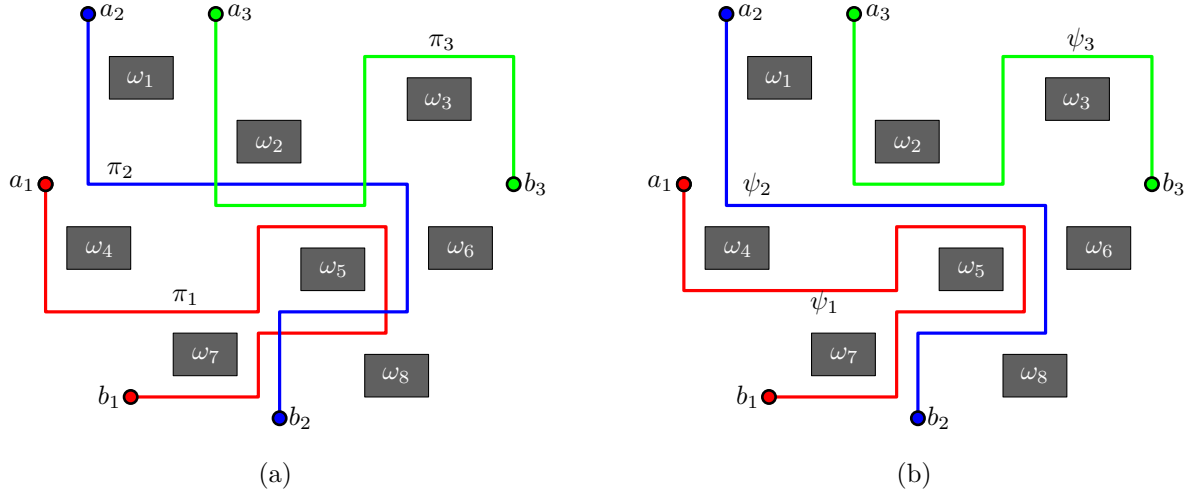 a₂ a₃ a₂ a₃
π₃ ψ₃
ω₁ ω₁
ω₃ ω₃
ω₂ ω₂
π₂ ψ₂
a₁ b₃ a₁ b₃
ω₄ ω₆ ω₄ ω₆
ω₅ ω₅
π₁ ψ₁
ω₇ ω₇
ω₈ ω₈
b₁ b₁
b₂ b₂
(a) (b)